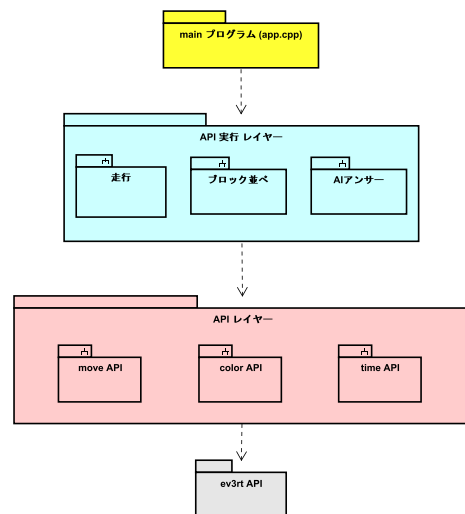 main プログラム (app.cpp)
API 実行 レイヤー
走行
ブロック並べ
AIアンサー
API レイヤー
move API
color API
time API
ev3rt API